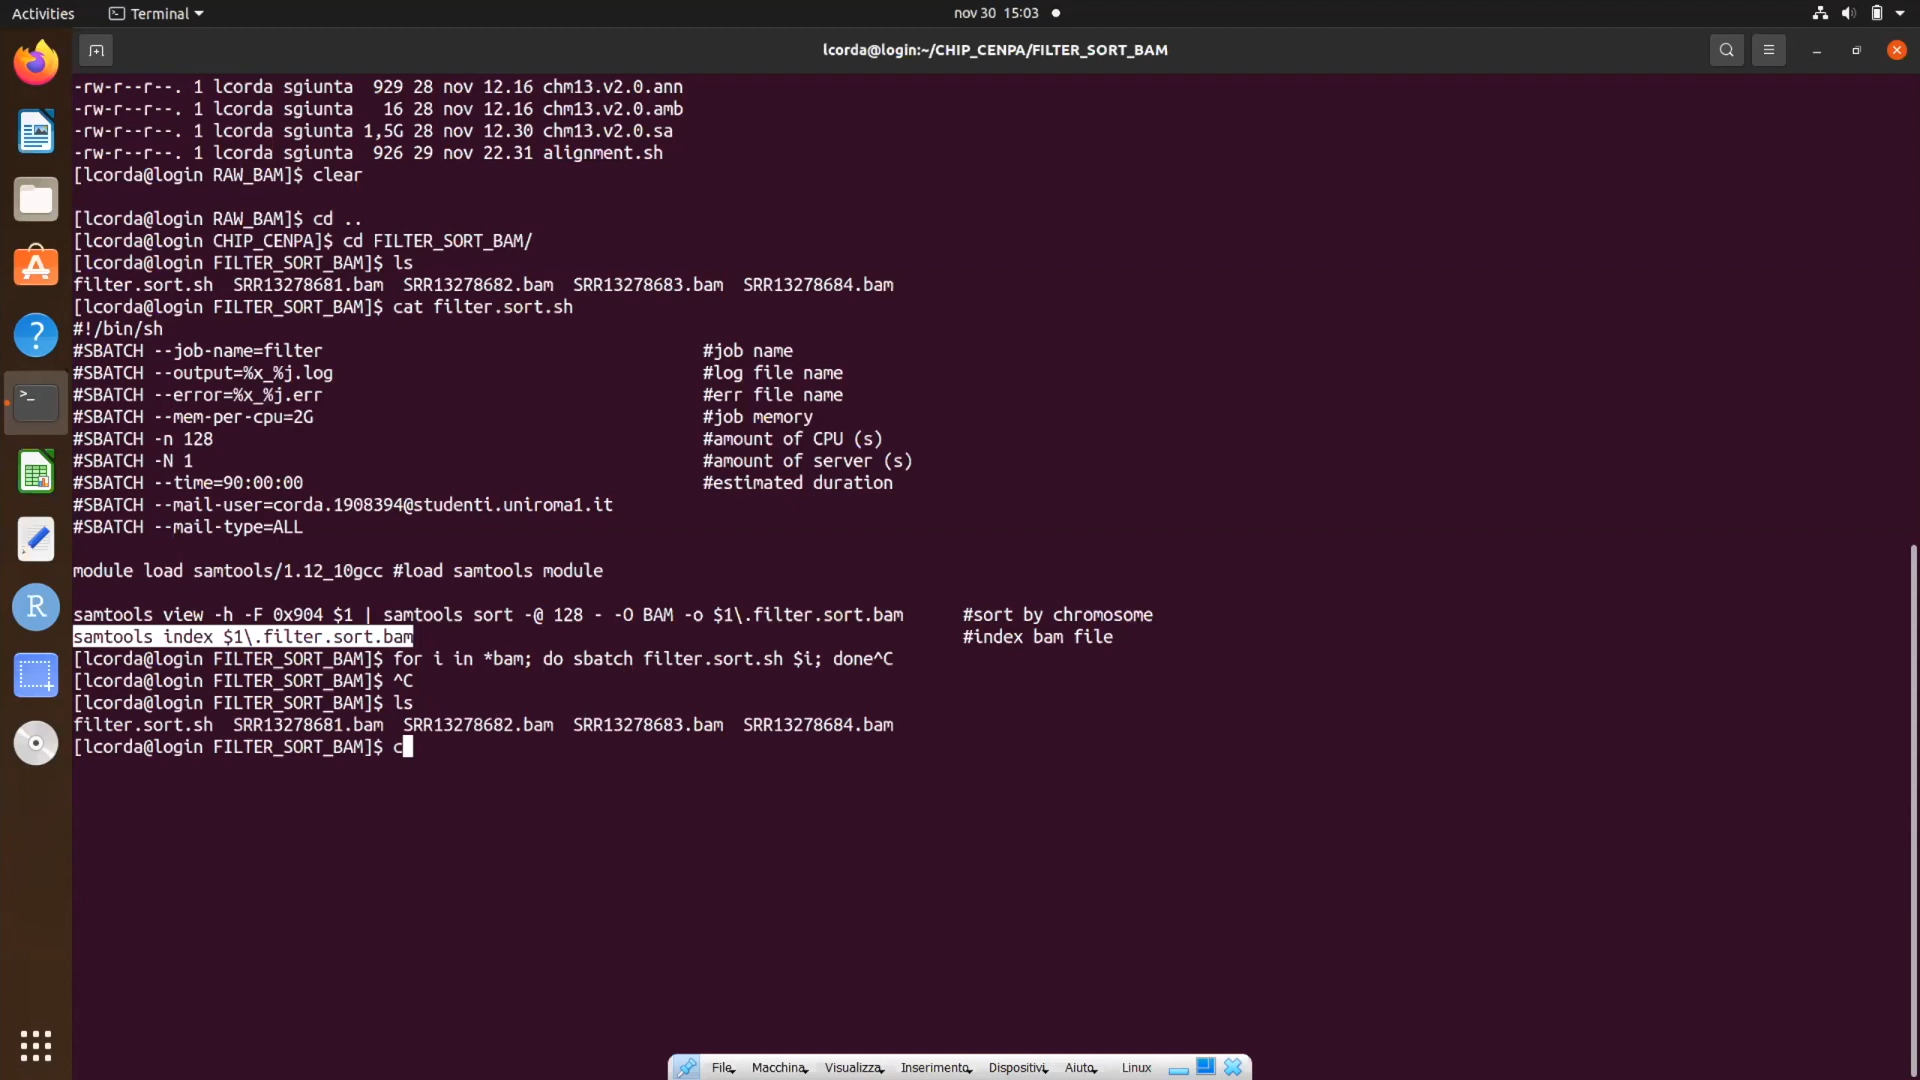 Activities Terminal nov 30 15:03
lcorda@login:~/CHIP_CENPA/FILTER_SORT_BAM
-rw-r--r--. 1 lcorda sgiunta  929 28 nov 12.16 chm13.v2.0.ann
-rw-r--r--. 1 lcorda sgiunta   16 28 nov 12.16 chm13.v2.0.amb
-rw-r--r--. 1 lcorda sgiunta 1,5G 28 nov 12.30 chm13.v2.0.sa
-rw-r--r--. 1 lcorda sgiunta  926 29 nov 22.31 alignment.sh
[lcorda@login RAW_BAM]$ clear
[lcorda@login RAW_BAM]$ cd ..
[lcorda@login CHIP_CENPA]$ cd FILTER_SORT_BAM/
[lcorda@login FILTER_SORT_BAM]$ ls
filter.sort.sh  SRR13278681.bam  SRR13278682.bam  SRR13278683.bam  SRR13278684.bam
[lcorda@login FILTER_SORT_BAM]$ cat filter.sort.sh
#!/bin/sh
#SBATCH --job-name=filter #job name
#SBATCH --output=%x_%j.log #log file name
#SBATCH --error=%x_%j.err #err file name
#SBATCH --mem-per-cpu=2G #job memory
#SBATCH -n 128 #amount of CPU (s)
#SBATCH -N 1 #amount of server (s)
#SBATCH --time=90:00:00 #estimated duration
#SBATCH --mail-user=corda.1908394@studenti.uniroma1.it
#SBATCH --mail-type=ALL
module load samtools/1.12_10gcc #load samtools module
samtools view -h -F 0x904 $1 | samtools sort -@ 128 - -O BAM -o $1\.filter.sort.bam #sort by chromosome
samtools index $1\.filter.sort.bam #index bam file
[lcorda@login FILTER_SORT_BAM]$ for i in *bam; do sbatch filter.sort.sh $i; done^C
[lcorda@login FILTER_SORT_BAM]$ ^C
[lcorda@login FILTER_SORT_BAM]$ ls
filter.sort.sh  SRR13278681.bam  SRR13278682.bam  SRR13278683.bam  SRR13278684.bam
[lcorda@login FILTER_SORT_BAM]$ c
File Macchina Visualizza Inserimento Dispositivi Aiuto Linux